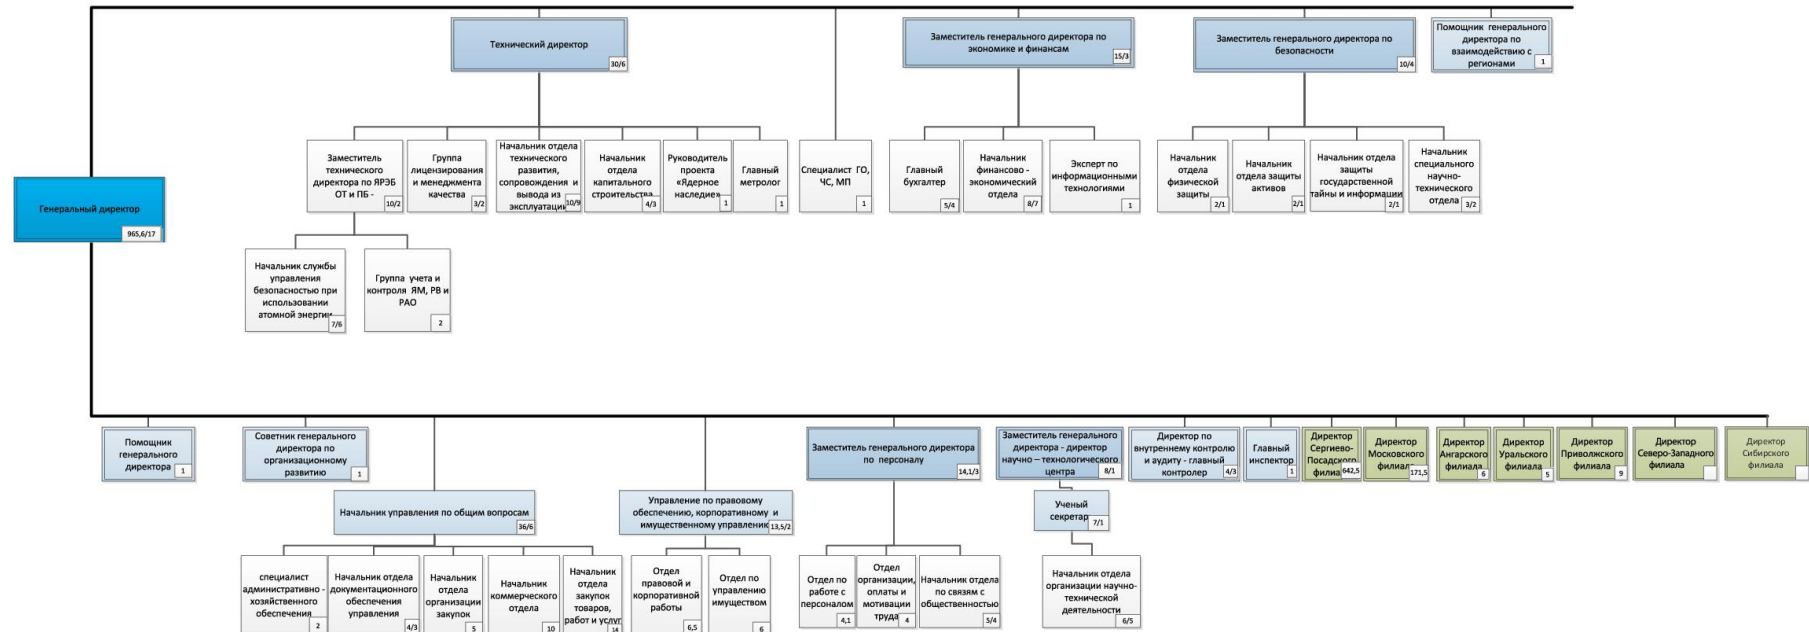 Технический директор
30/6
Заместитель генерального директора по
экономике и финансам
15/3
Заместитель генерального директора по
безопасности
10/4
Помощник генерального
директора по
взаимодействию с
регионами
1
Заместитель
технического
директора по ЯРЭБ
ОТ и ПБ -
10/2
Группа
лицензирования
и менеджмента
качества
3/2
Начальник отдела
технического
развития,
сопровождения и
вывода из
эксплуатации
10/9
Начальник
отдела
капитального
строительства
4/3
Руководитель
проекта
«Ядерное
наследие»
1
Главный
метролог
1
Специалист ГО,
ЧС, МП
1
Главный
бухгалтер
5/4
Начальник
финансово -
экономический
отдела
8/7
Эксперт по
информационными
технологиями
1
Начальник
отдела
физической
защиты
2/1
Начальник
отдела защиты
активов
2/1
Начальник отдела
защиты
государственной
тайны и информации
2/1
Начальник
специального
научно-
технического
отдела
3/2
Генеральный директор
965,6/17
Начальник службы
управления
безопасностью при
использовании
атомной энергии
7/6
Группа учета и
контроля ЯМ, РВ и
РАО
2
Помощник
генерального
директора
1
Советник генерального
директора по
организационному
развитию
1
Заместитель генерального директора
по персоналу
14,1/3
Заместитель генерального
директора - директор
научно – технологического
центра
8/1
Директор по
внутреннему контролю
и аудиту - главный
контролер
4/3
Главный
инспектор
1
Директор
Сергиево-
Посадского
филиа
642,5
Директор
Московского
филиал
171,5
Директор
Ангарского
филиала
6
Директор
Уральского
филиала
5
Директор
Приволжского
филиала
9
Директор
Северо-Западного
филиала
Директор
Сибирского
филиала
Начальник управления по общим вопросам
36/6
Управление по правовому
обеспечению, корпоративному и
имущественному управлению
13,5/2
Ученый
секретар
7/1
специалист
административно -
хозяйственного
обеспечения
2
Начальник отдела
документационного
обеспечения
управления
4/3
Начальник
отдела
организации
закупок
5
Начальник
коммерческого
отдела
10
Начальник
отдела
закупок
товаров,
работ и услуг
14
Отдел
правовой и
корпоративной
работы
6,5
Отдел по
управлению
имуществом
6
Отдел по
работе с
персоналом
4,1
Отдел
организации,
оплаты и
мотивации
труда
4
Начальник отдела
по связям с
общественностью
5/4
Начальник отдела
организации научно-
технической
деятельности
6/5